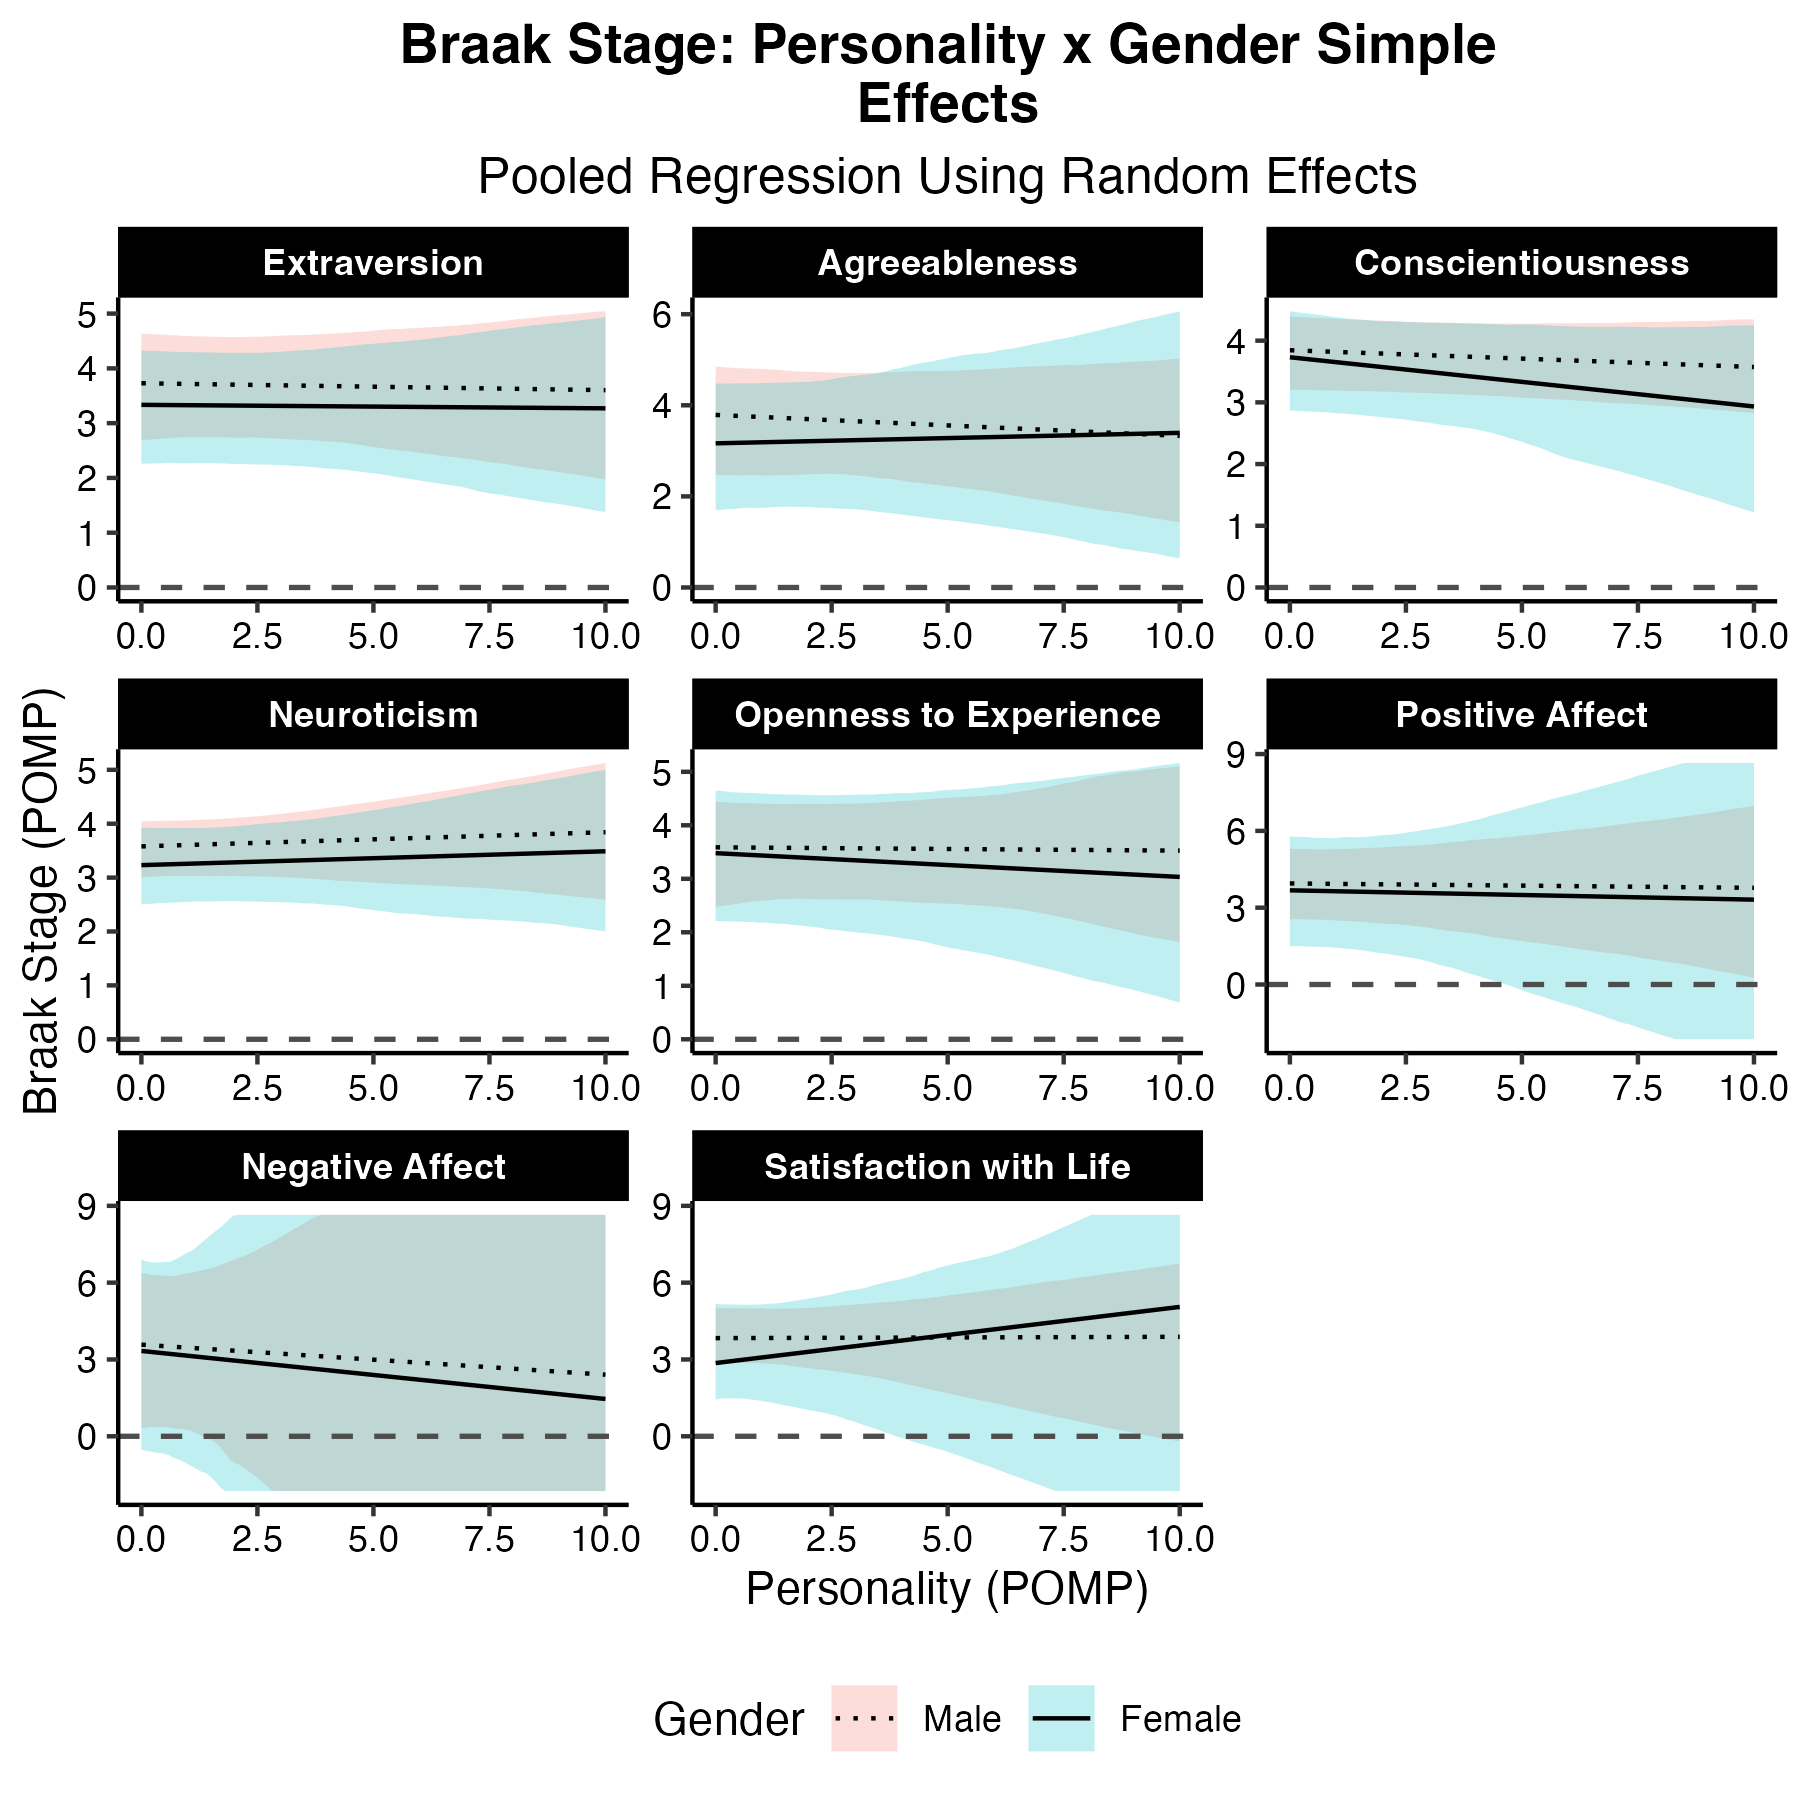 Braak Stage: Personality x Gender Simple
Effects
Pooled Regression Using Random Effects
Extraversion
Agreeableness
Conscientiousness
5
4
3
2
1
0
0.0 2.5 5.0 7.5 10.0
6
4
2
0
0.0 2.5 5.0 7.5 10.0
4
3
2
1
0
0.0 2.5 5.0 7.5 10.0
Braak Stage (POMP)
Neuroticism
Openness to Experience
Positive Affect
5
4
3
2
1
0
0.0 2.5 5.0 7.5 10.0
5
4
3
2
1
0
0.0 2.5 5.0 7.5 10.0
9
6
3
0
0.0 2.5 5.0 7.5 10.0
Negative Affect
Satisfaction with Life
9
6
3
0
0.0 2.5 5.0 7.5 10.0
9
6
3
0
0.0 2.5 5.0 7.5 10.0
Personality (POMP)
Gender Male Female